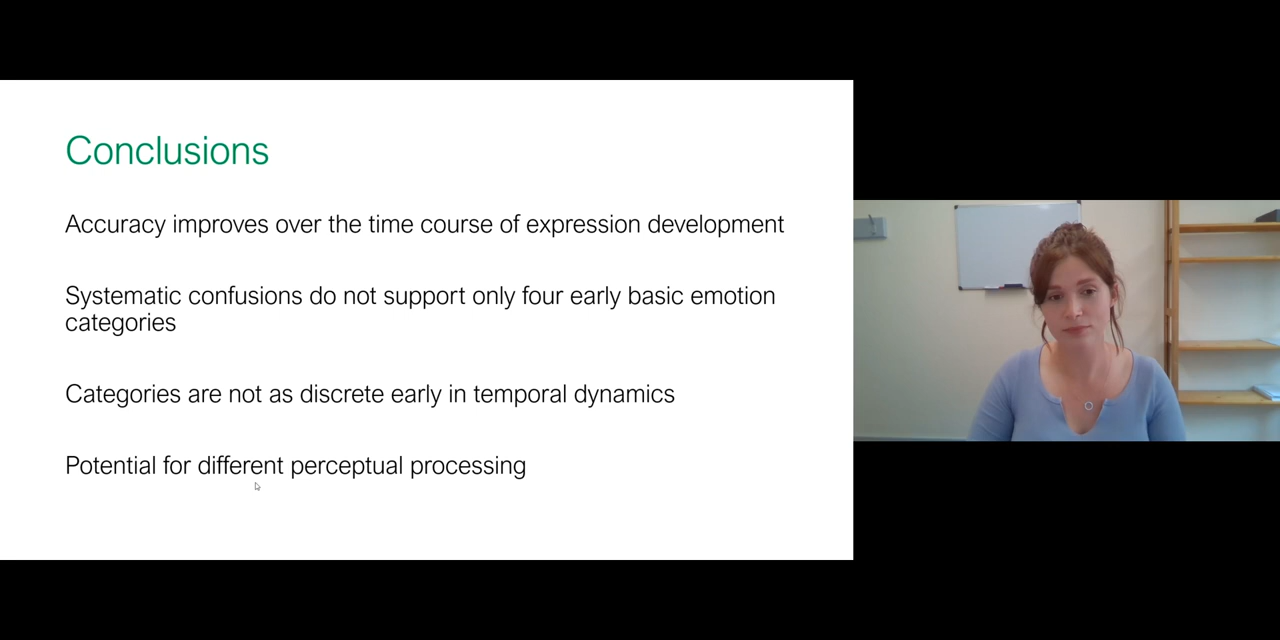 Conclusions
Accuracy improves over the time course of expression development
Systematic confusions do not support only four early basic emotion
categories
Categories are not as discrete early in temporal dynamics
Potential for different perceptual processing